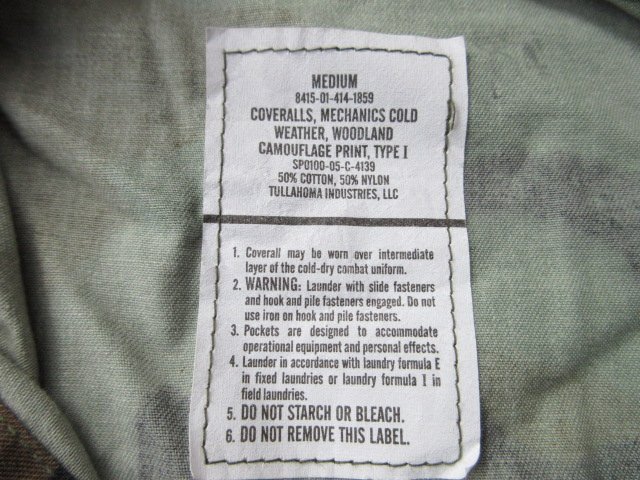 MEDIUM
8415-01-414-1859
COVERALLS, MECHANICS COLD
WEATHER, WOODLAND
CAMOUFLAGE PRINT, TYPE I
SPO100-05-C-4139
50% COTTON, 50% NYLON
TULLAHOMA INDUSTRIES, LLC
1. Coverall may be worn over intermediate
layer of the cold-dry combat uniform.
2. WARNING: Launder with slide fasteners
and hook and pile fasteners engaged. Do not
use iron on hook and pile fasteners.
3. Pockets are designed to accommodate
operational equipment and personal effects.
4. Launder in accordance with laundry formula E
in fixed laundries or laundry formula I in
field laundries.
5. DO NOT STARCH OR BLEACH.
6. DO NOT REMOVE THIS LABEL.